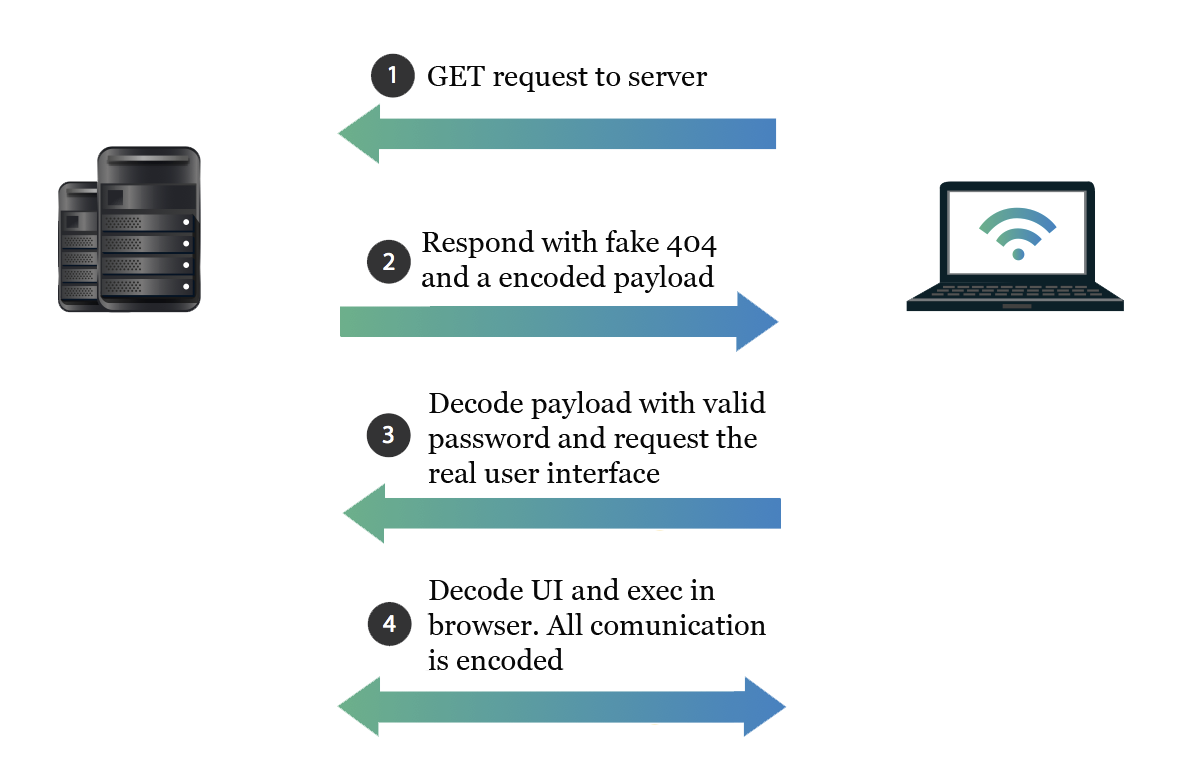 1 GET request to server
2 Respond with fake 404
and a encoded payload
3 Decode payload with valid
password and request the
real user interface
4 Decode UI and exec in
browser. All comunication
is encoded